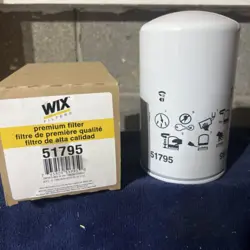 WIX
FILTERS
premium filter
filtre de première qualité
filtro de alta calidad
51795
51795